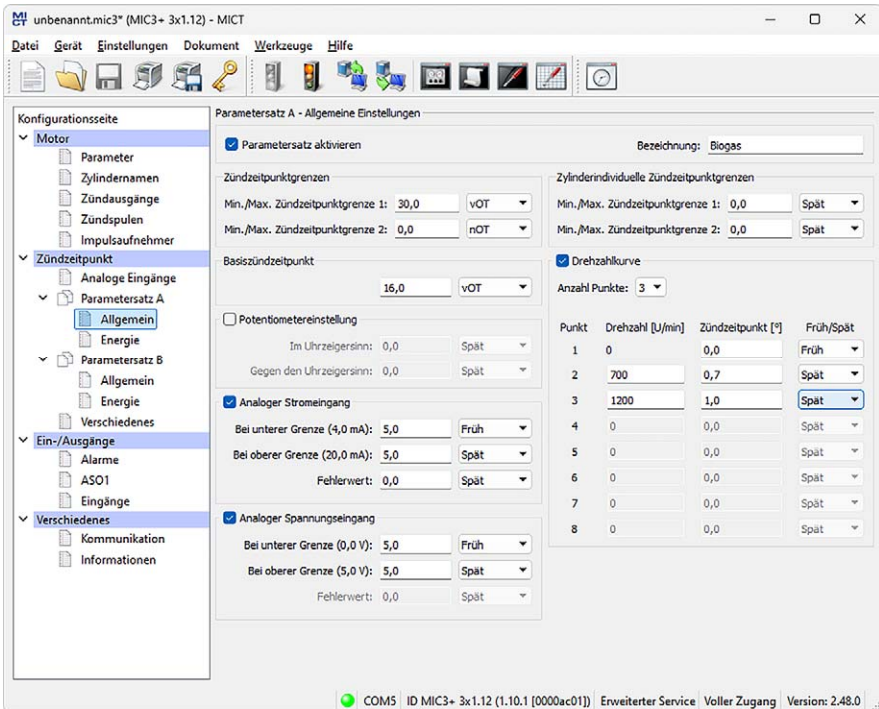 unbenannt.mic3* (MIC3+ 3x1.12) - MICT
Datei Gerät Einstellungen Dokument Werkzeuge Hilfe
Konfigurationsseite
Motor
Parameter
Zylindernamen
Zündausgänge
Zündspulen
Impulsaufnehmer
Zündzeitpunkt
Analoge Eingänge
Parametersatz A
Allgemein
Energie
Parametersatz B
Allgemein
Energie
Verschiedenes
Ein-/Ausgänge
Alarme
ASO1
Eingänge
Verschiedenes
Kommunikation
Informationen
Parametersatz A - Allgemeine Einstellungen
Parametersatz aktivieren Bezeichnung: Biogas
Zündzeitpunktgrenzen
Min./Max. Zündzeitpunktgrenze 1: 30,0 vOT
Min./Max. Zündzeitpunktgrenze 2: 0,0 nOT
Basiszündzeitpunkt
16,0 vOT
Potentiometereinstellung
Im Uhrzeigersinn: 0,0 Spät
Gegen den Uhrzeigersinn: 0,0 Spät
Analoger Stromeingang
Bei unterer Grenze (4,0 mA): 5,0 Früh
Bei oberer Grenze (20,0 mA): 5,0 Spät
Fehlerwert: 0,0 Spät
Analoger Spannungseingang
Bei unterer Grenze (0,0 V): 5,0 Früh
Bei oberer Grenze (5,0 V): 5,0 Spät
Fehlerwert: 0,0 Spät
Zylinderindividuelle Zündzeitpunktgrenzen
Min./Max. Zündzeitpunktgrenze 1: 0,0 Spät
Min./Max. Zündzeitpunktgrenze 2: 0,0 Spät
Drehzahlkurve
Anzahl Punkte: 3
Punkt Drehzahl [U/min] Zündzeitpunkt [°] Früh/Spät
1 0 0,0 Früh
2 700 0,7 Spät
3 1200 1,0 Spät
4 0 0,0 Spät
5 0 0,0 Spät
6 0 0,0 Spät
7 0 0,0 Spät
8 0 0,0 Spät
COM5 ID MIC3+ 3x1.12 (1.10.1 [0000ac01]) Erweiterter Service Voller Zugang Version: 2.48.0